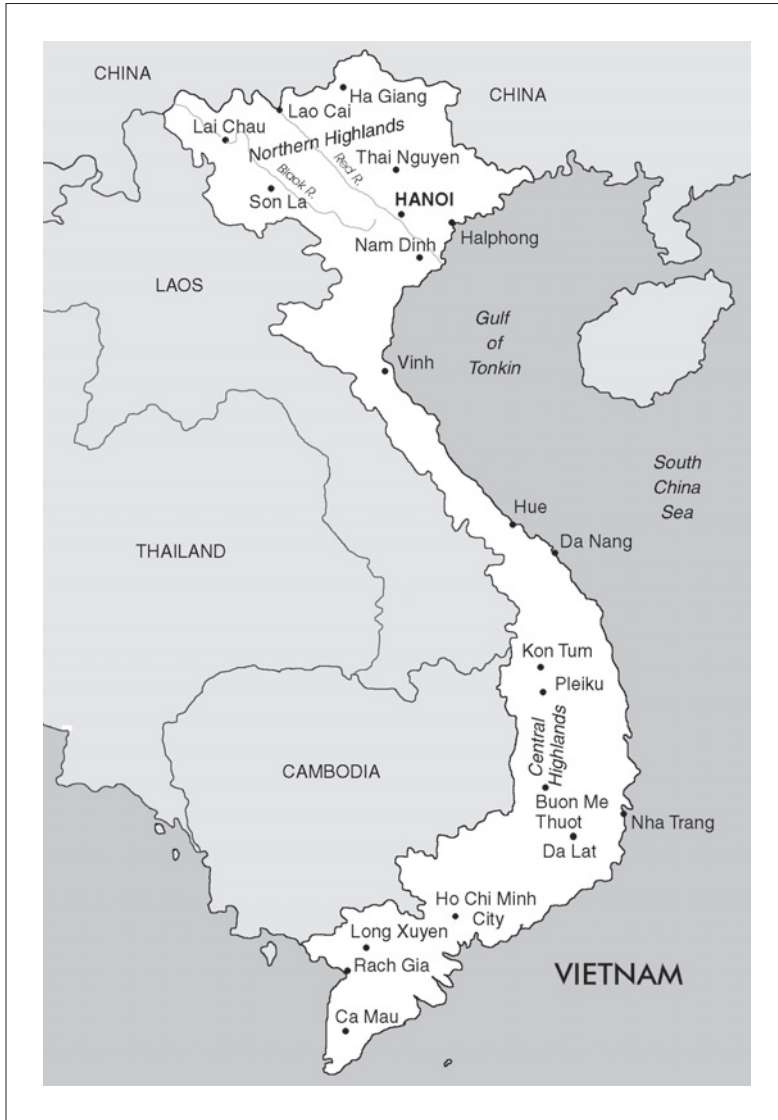 CHINA
CHINA
Ha Giang
Lao Cai
Lai Chau
Northern Highlands
Thai Nguyen
Red R.
Black R.
Son La
HANOI
Halphong
Nam Dinh
LAOS
Gulf
of
Tonkin
Vinh
South
China
Sea
Hue
Da Nang
THAILAND
Kon Tum
Pleiku
Central
Highlands
CAMBODIA
Buon Me
Thuot
Nha Trang
Da Lat
Ho Chi Minh
City
Long Xuyen
Rach Gia
VIETNAM
Ca Mau